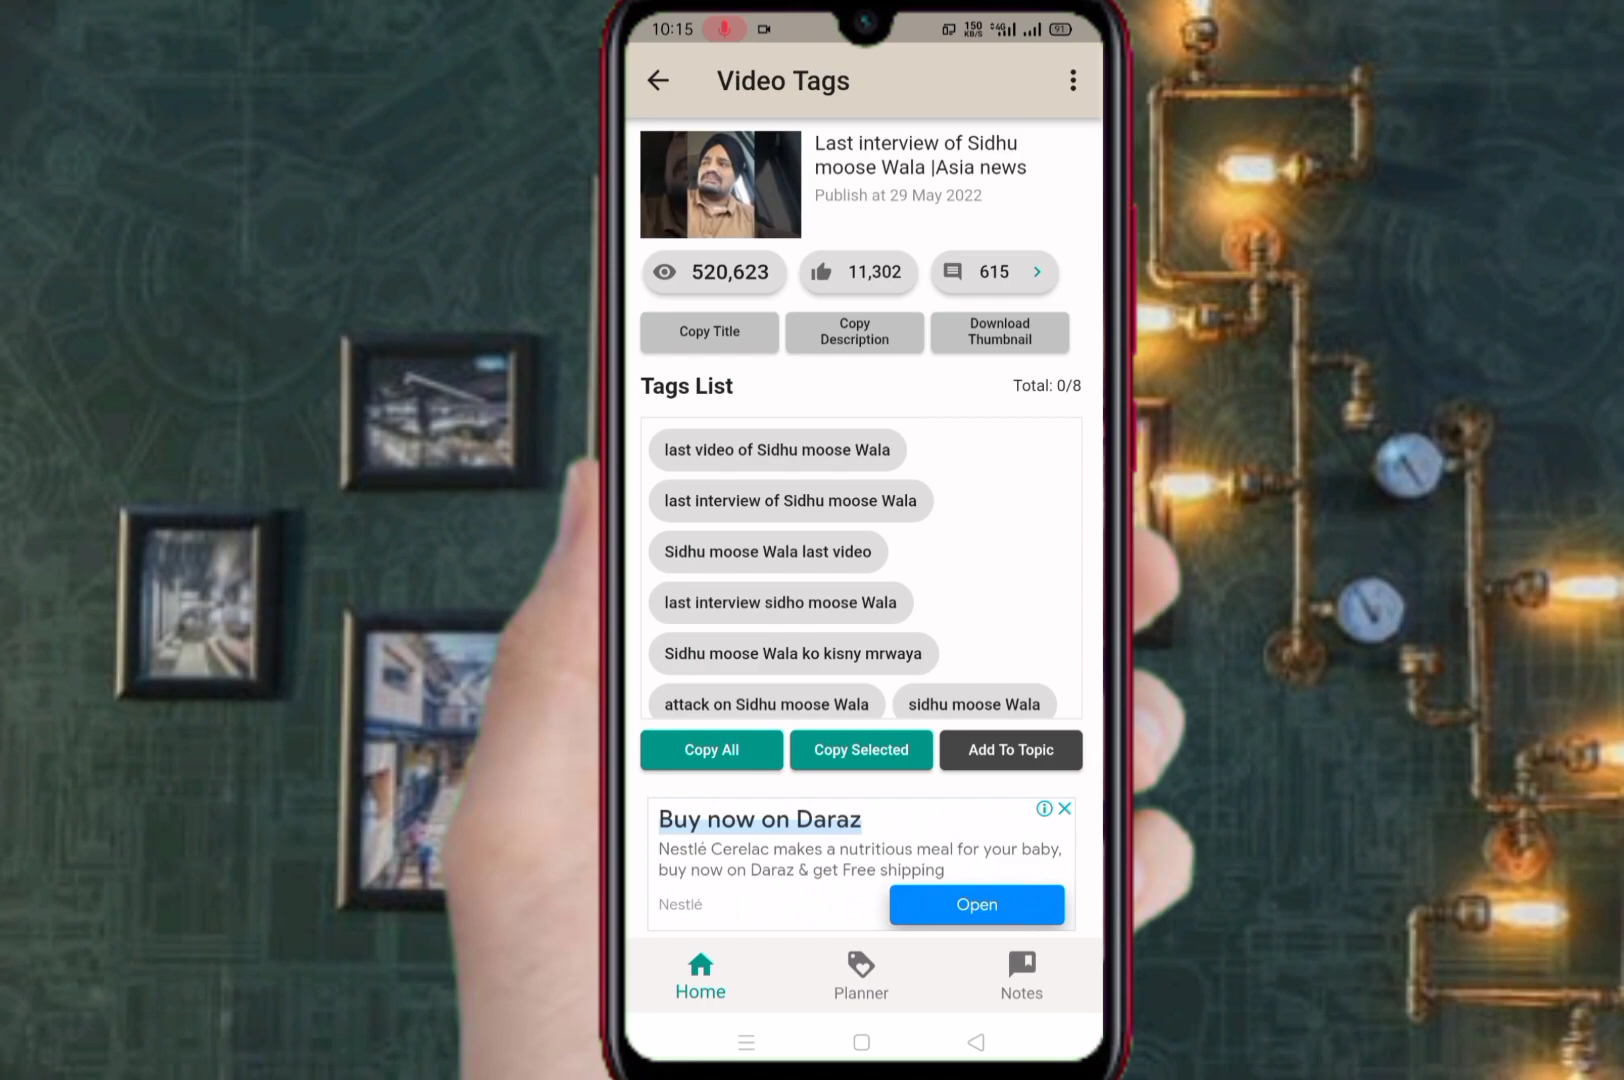 10:15
150
KB/S
4G
91
Video Tags
Last interview of Sidhu
moose Wala |Asia news
Publish at 29 May 2022
520,623
11,302
615
Copy Title
Copy
Description
Download
Thumbnail
Tags List
Total: 0/8
last video of Sidhu moose Wala
last interview of Sidhu moose Wala
Sidhu moose Wala last video
last interview sidho moose Wala
Sidhu moose Wala ko kisny mrwaya
attack on Sidhu moose Wala
sidhu moose Wala
Copy All
Copy Selected
Add To Topic
Buy now on Daraz
Nestlé Cerelac makes a nutritious meal for your baby,
buy now on Daraz & get Free shipping
Nestlé
Open
Home
Planner
Notes